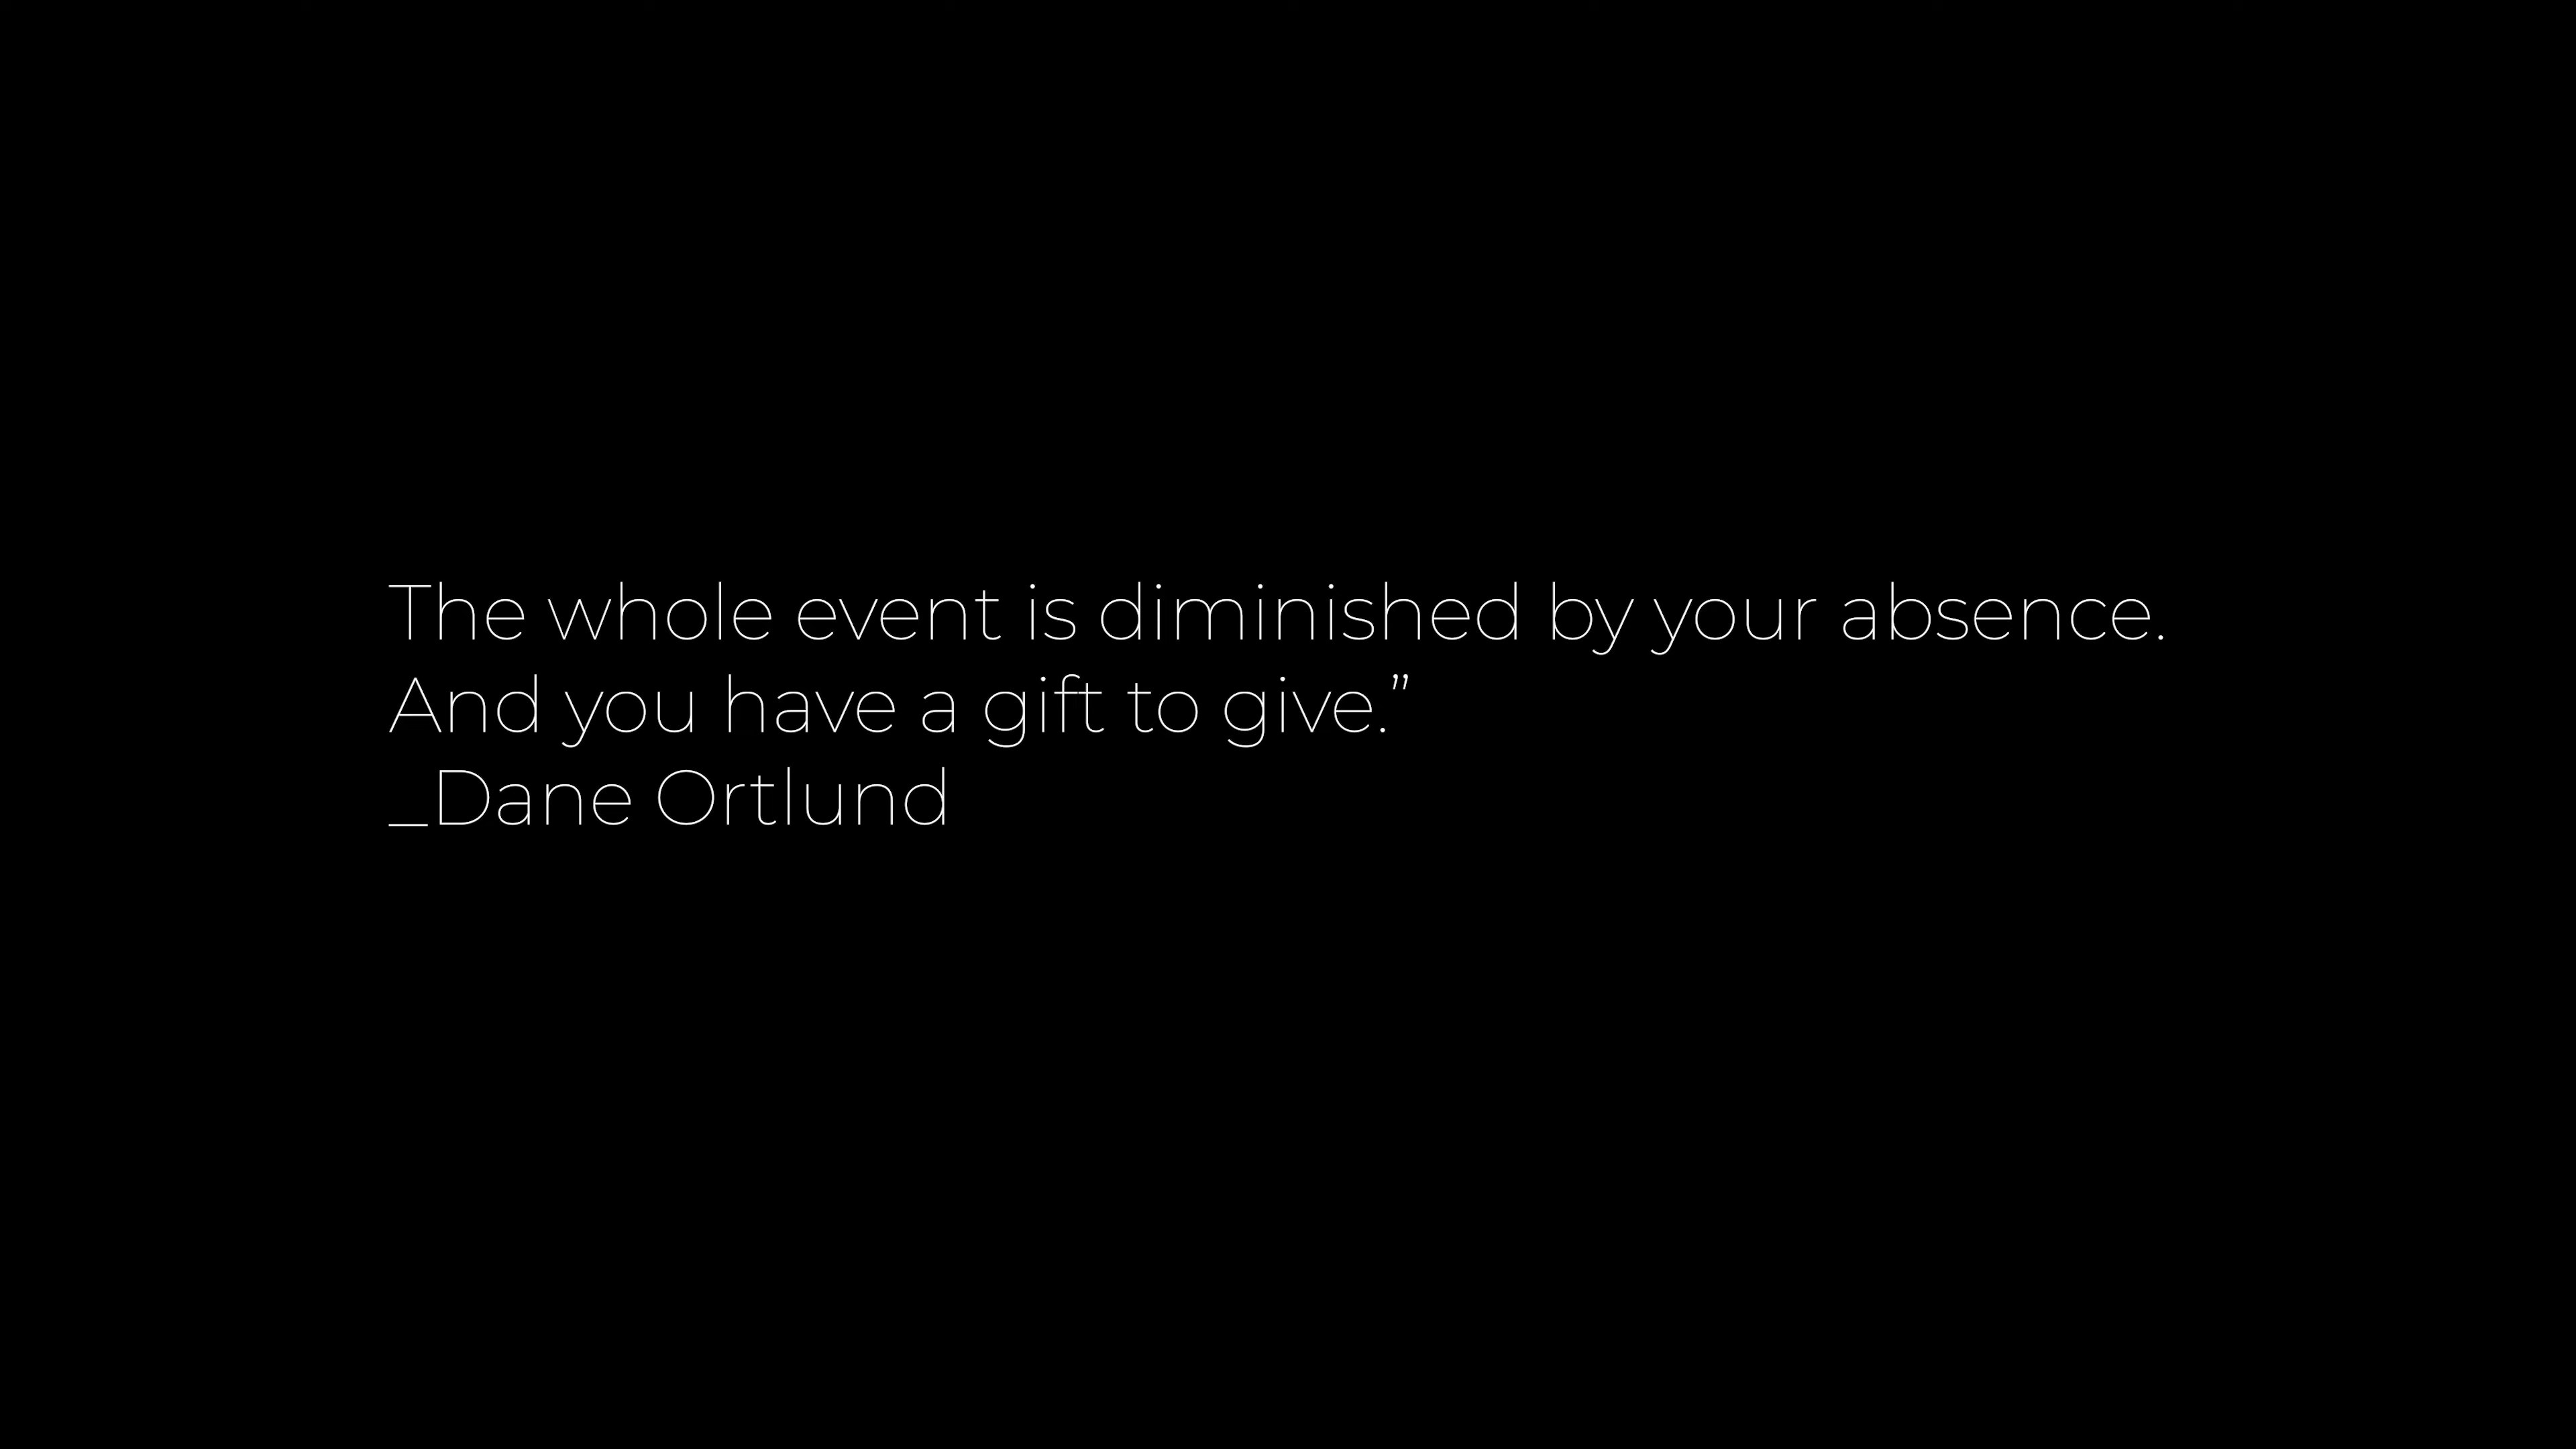 The whole event is diminished by your absence.
And you have a gift to give.”
_Dane Ortlund